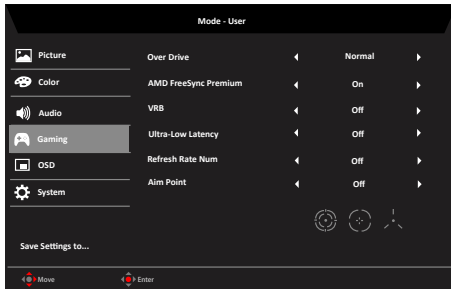 Mode - User
Picture
Color
Audio
Gaming
OSD
System
Save Settings to...
Over Drive Normal
AMD FreeSync Premium On
VRB Off
Ultra-Low Latency Off
Refresh Rate Num Off
Aim Point Off
Move Enter